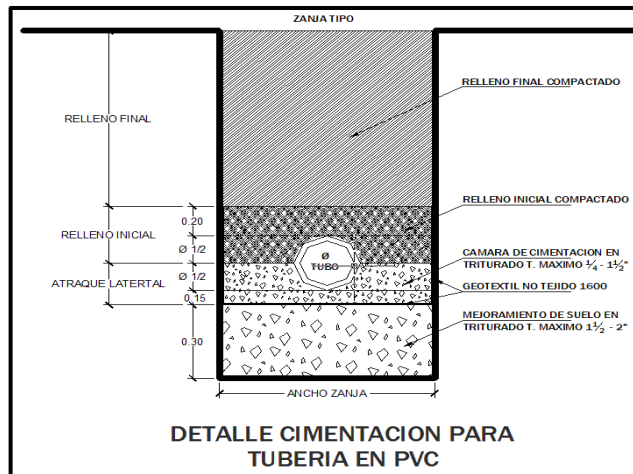 ZANJA TIPO
RELLENO FINAL COMPACTADO
RELLENO FINAL
RELLENO INICIAL COMPACTADO
0.20
RELLENO INICIAL
Ø 1/2
Ø
TUBO
CAMARA DE CIMENTACION EN
TRITURADO T. MAXIMO ¼ - 1½"
Ø 1/2
ATRAQUE LATERTAL
GEOTEXTIL NO TEJIDO 1600
0.15
MEJORAMIENTO DE SUELO EN
TRITURADO T. MAXIMO 1½ - 2"
0.30
ANCHO ZANJA
DETALLE CIMENTACION PARA
TUBERIA EN PVC